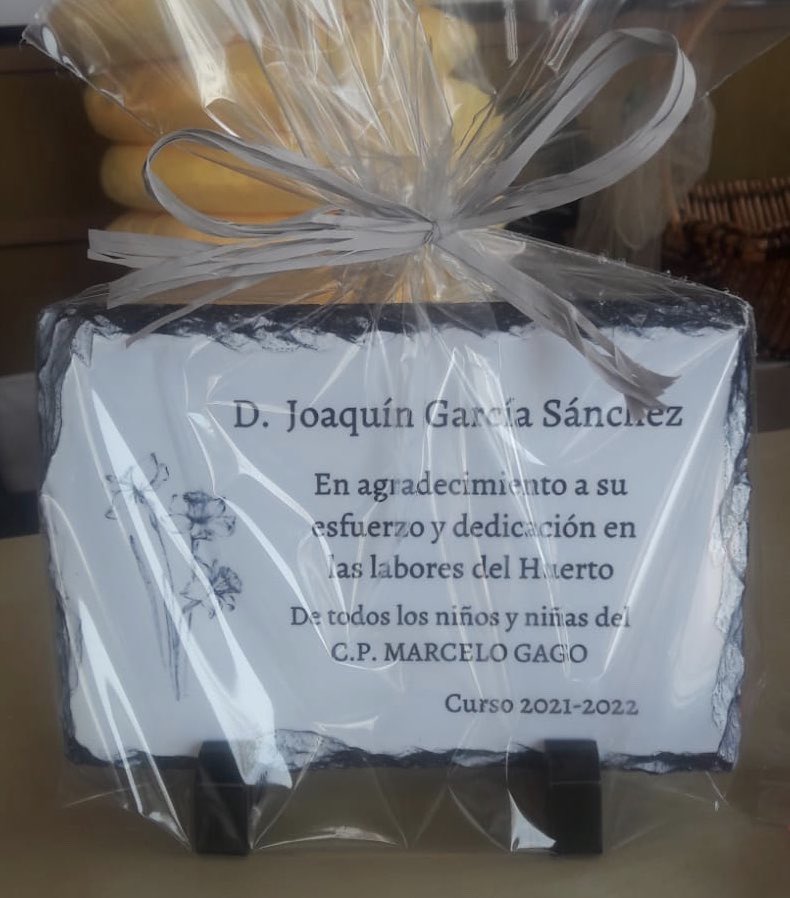 D. Joaquín García Sánchez
En agradecimiento a su
esfuerzo y dedicación en
las labores del Huerto
De todos los niños y niñas del
C.P. MARCELO GAGO
Curso 2021-2022